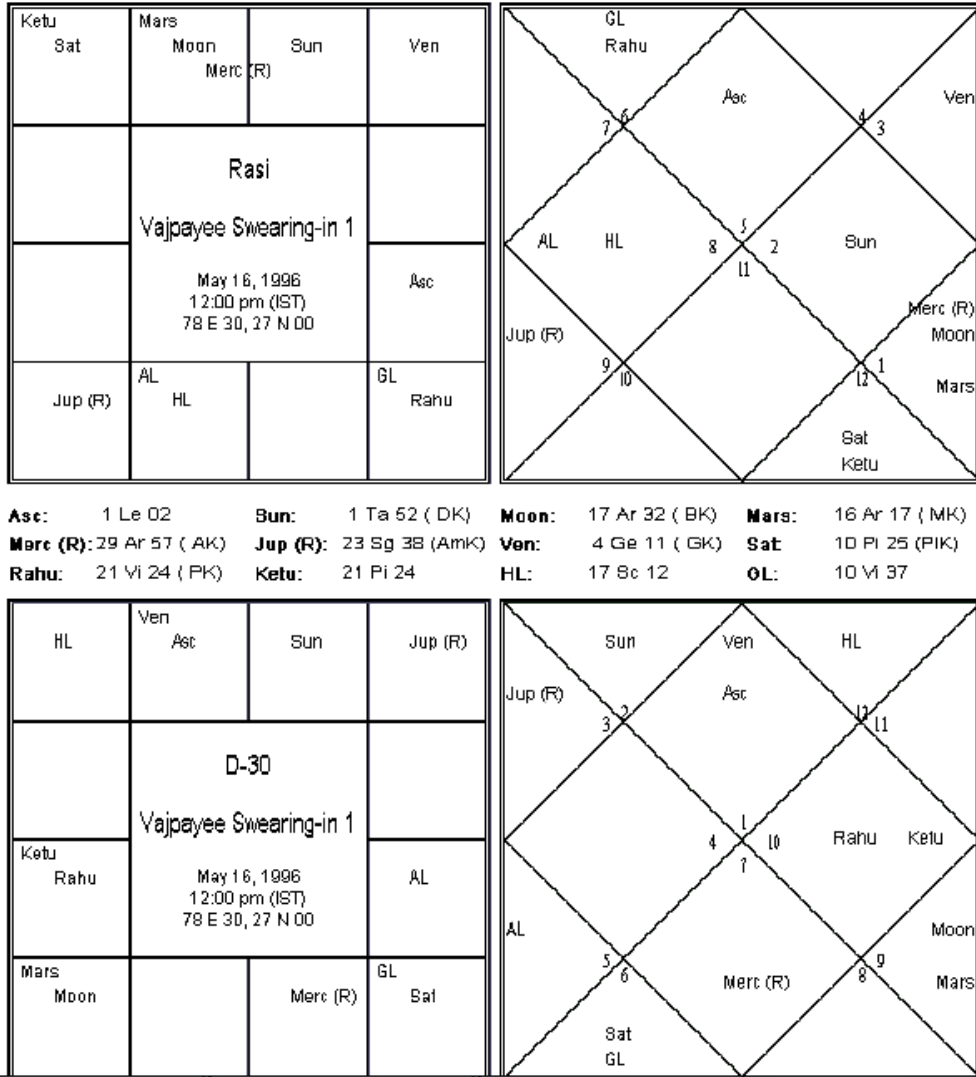 Ketu
Sat
Mars
Moon
Merc (R)
Sun
Ven
Rasi
Vajpayee Swearing-in 1
May 16, 1996
12:00 pm (IST)
78 E 30, 27 N 00
Asc
Jup (R)
AL
HL
GL
Rahu
GL
Rahu
Asc
Ven
6
7
4
3
AL HL
5
8 2
11
Sun
Jup (R)
Merc (R)
Moon
9
10
12 1
Mars
Sat
Ketu
Asc: 1 Le 02 Sun: 1 Ta 52 (DK) Moon: 17 Ar 32 (BK) Mars: 16 Ar 17 (MK)
Merc (R): 29 Ar 57 (AK) Jup (R): 23 Sg 38 (AmK) Ven: 4 Ge 11 (GK) Sat: 10 Pi 25 (PiK)
Rahu: 21 Vi 24 (PK) Ketu: 21 Pi 24 HL: 17 Sc 12 GL: 10 Vi 37
HL
Ven
Asc
Sun
Jup (R)
D-30
Vajpayee Swearing-in 1
May 16, 1996
12:00 pm (IST)
78 E 30, 27 N 00
Ketu
Rahu
AL
Mars
Moon
Merc (R)
GL
Sat
Sun Ven HL
Jup (R) Asc
2
3
12
11
1
4 10
7
Rahu Ketu
AL
Moon
5
6
9
8
Merc (R)
Mars
Sat
GL